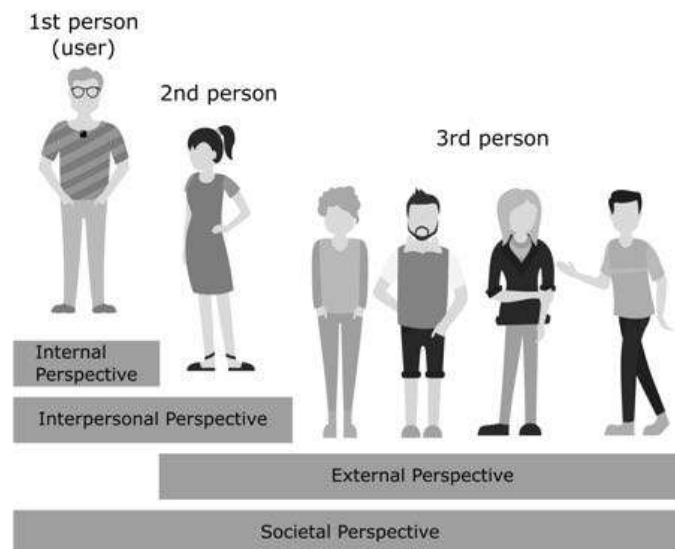 1st person
(user)
2nd person
3rd person
Internal
Perspective
Interpersonal Perspective
External Perspective
Societal Perspective